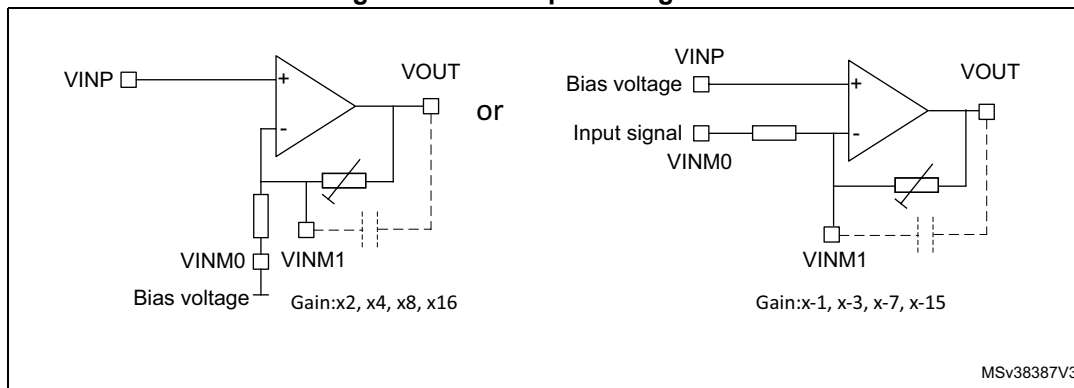 VINP
+
-
VOUT
VINM0
VINM1
Bias voltage
Gain:x2, x4, x8, x16
or
VINP
Bias voltage
Input signal
VINM0
+
-
VOUT
VINM1
Gain:x-1, x-3, x-7, x-15
MSv38387V3